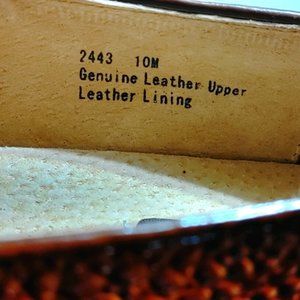 2443 10M
Genuine Leather Upper
Leather Lining